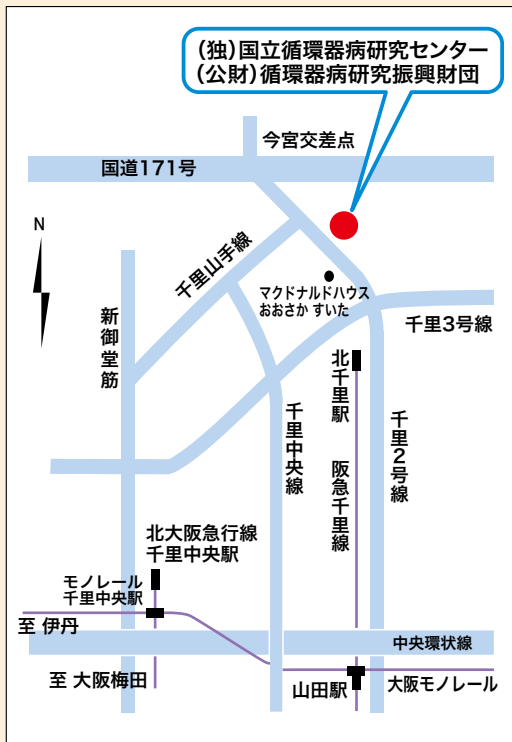 (独)国立循環器病研究センター
(公財)循環器病研究振興財団
今宮交差点
国道171号
N
千里山手線
マクドナルドハウス
おおさか すいた
千里3号線
新御堂筋
北千里駅
千里中央線
阪急千里線
千里2号線
北大阪急行線
千里中央駅
モノレール
千里中央駅
至 伊丹
中央環状線
至 大阪梅田
山田駅
大阪モノレール